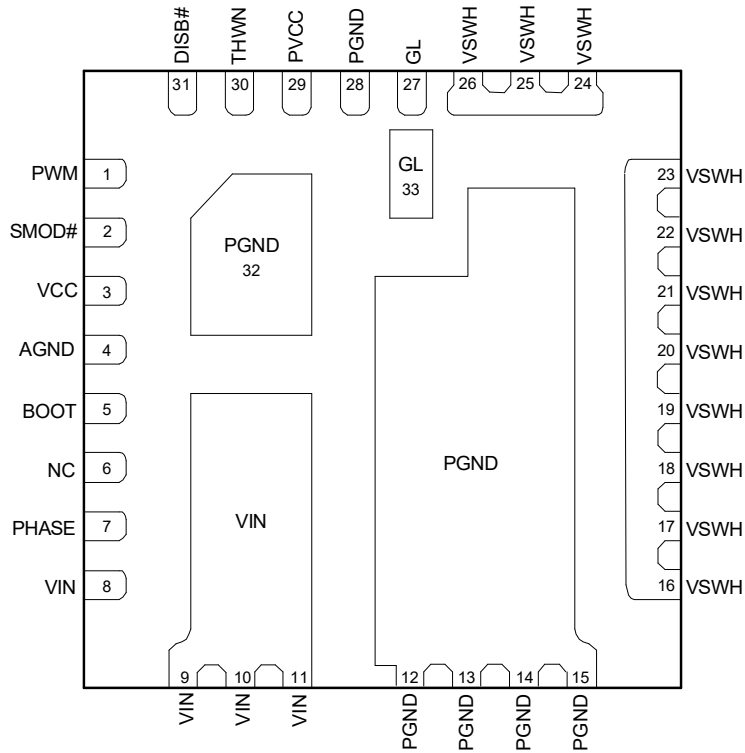 DISB#
THWN
PVCC
PGND
GL
VSWH
VSWH
VSWH
31
30
29
28
27
26
25
24
PWM
1
SMOD#
2
VCC
3
AGND
4
BOOT
5
NC
6
PHASE
7
VIN
8
GL
33
PGND
32
VIN
PGND
23 VSWH
22 VSWH
21 VSWH
20 VSWH
19 VSWH
18 VSWH
17 VSWH
16 VSWH
9
10
11
12
13
14
15
VIN
VIN
VIN
PGND
PGND
PGND
PGND